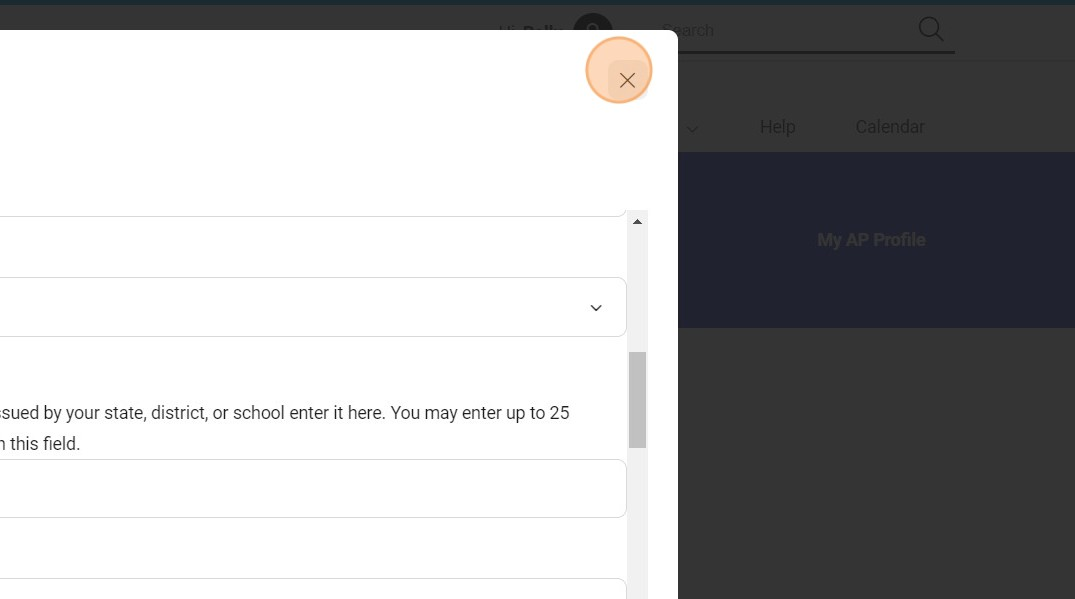 Search
Help
Calendar
My AP Profile
ssued by your state, district, or school enter it here. You may enter up to 25
this field.